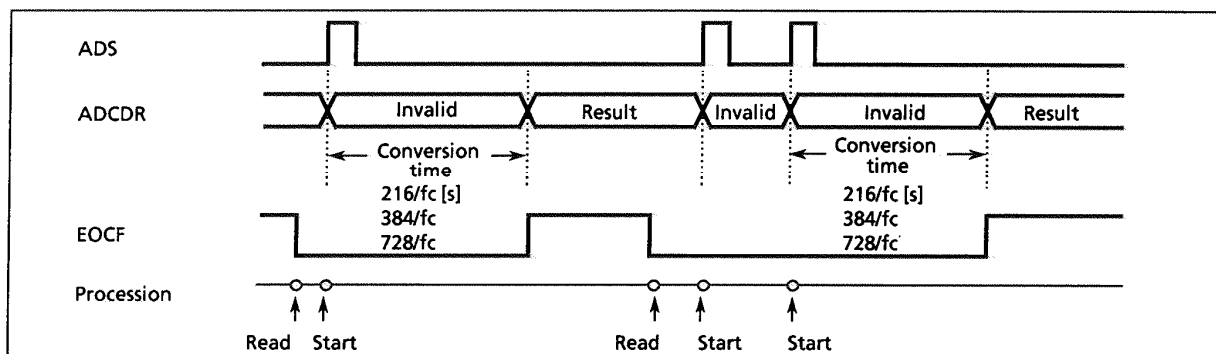 ADS
ADCDR Invalid Result Invalid Invalid Result
Conversion time Conversion time
216/fc [s] 216/fc [s]
384/fc 384/fc
EOCF
728/fc 728/fc
Procession
Read Start Read Start Start